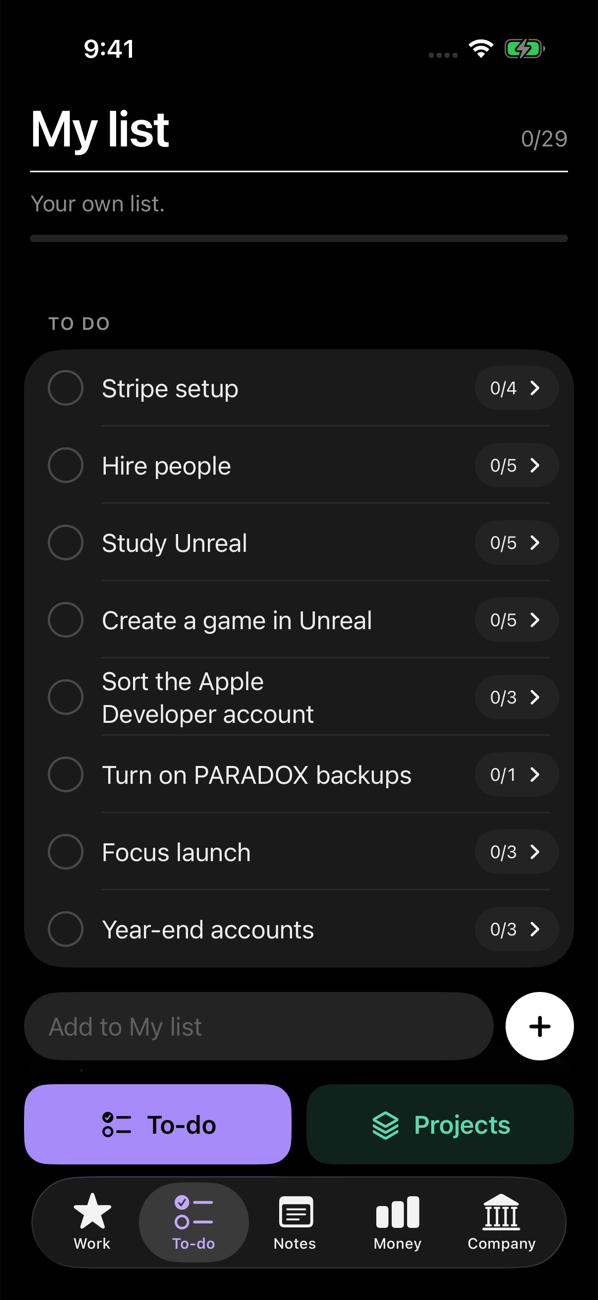 9:41
My list
0/29
Your own list.
TO DO
Stripe setup
0/4
Hire people
0/5
Study Unreal
0/5
Create a game in Unreal
0/5
Sort the Apple
Developer account
0/3
Turn on PARADOX backups
0/1
Focus launch
0/3
Year-end accounts
0/3
Add to My list
To-do
Projects
Work
To-do
Notes
Money
Company